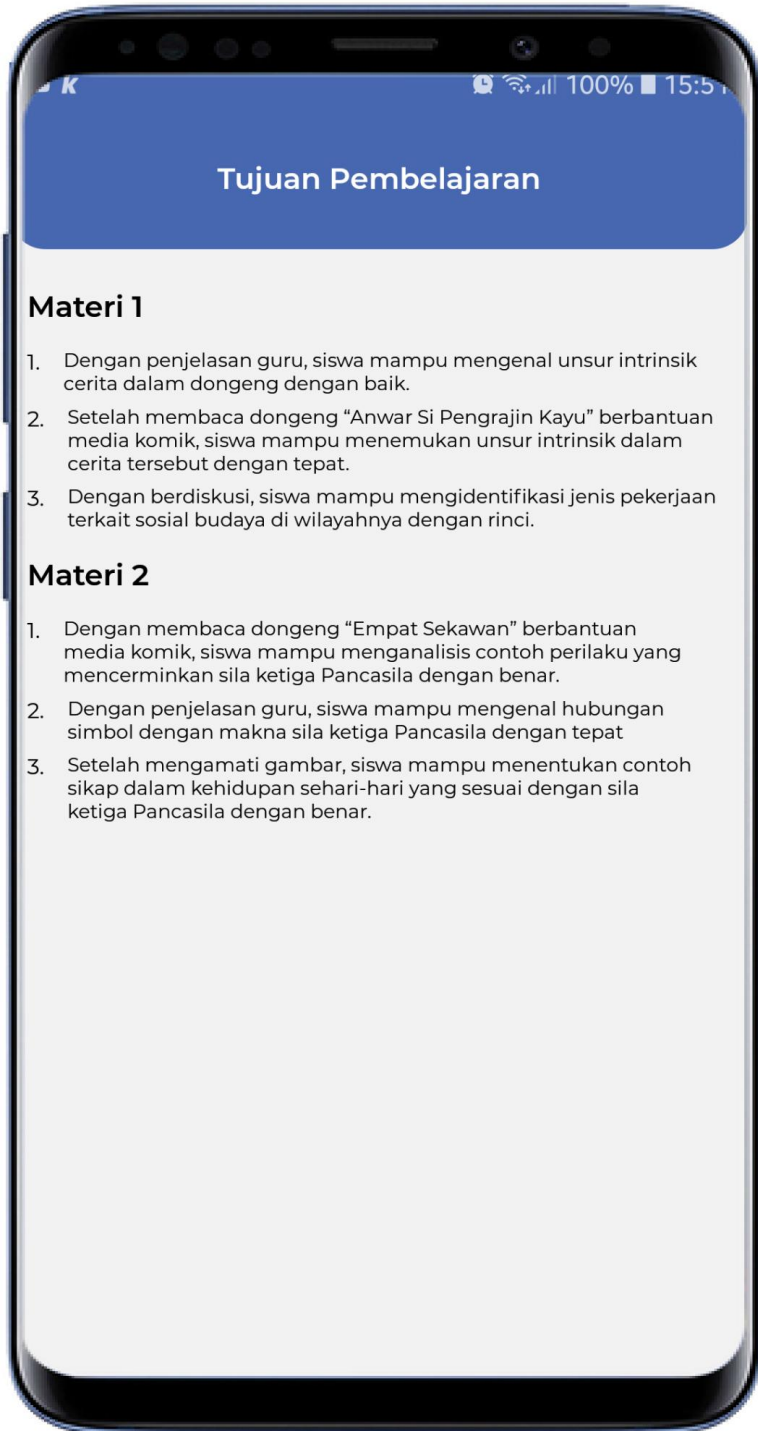 K
100%
Tujuan Pembelajaran
Materi 1
1. Dengan penjelasan guru, siswa mampu mengenal unsur intrinsik
cerita dalam dongeng dengan baik.
2. Setelah membaca dongeng “Anwar Si Pengrajin Kayu” berbantuan
media komik, siswa mampu menemukan unsur intrinsik dalam
cerita tersebut dengan tepat.
3. Dengan berdiskusi, siswa mampu mengidentifikasi jenis pekerjaan
terkait sosial budaya di wilayahnya dengan rinci.
Materi 2
1. Dengan membaca dongeng “Empat Sekawan” berbantuan
media komik, siswa mampu menganalisis contoh perilaku yang
mencerminkan sila ketiga Pancasila dengan benar.
2. Dengan penjelasan guru, siswa mampu mengenal hubungan
simbol dengan makna sila ketiga Pancasila dengan tepat
3. Setelah mengamati gambar, siswa mampu menentukan contoh
sikap dalam kehidupan sehari-hari yang sesuai dengan sila
ketiga Pancasila dengan benar.